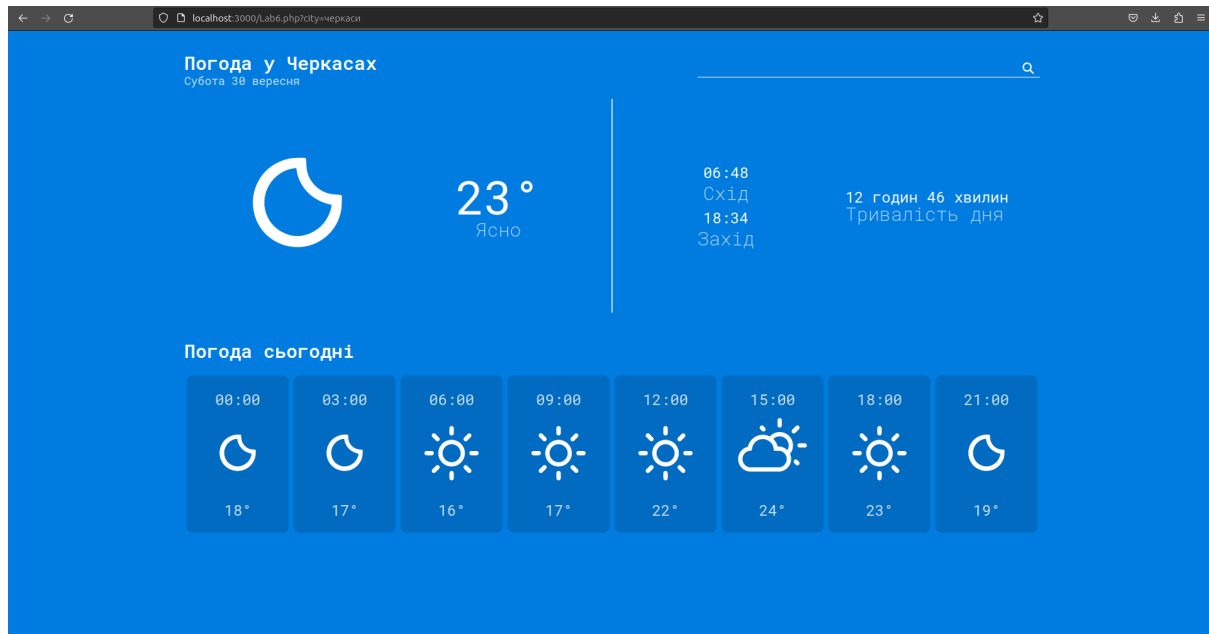 localhost:3000/Lab6.php?city=черкаси
Погода у Черкасах
Субота 30 вересня
23°
Ясно
06:48
Схід
18:34
Захід
12 годин 46 хвилин
Тривалість дня
Погода сьогодні
00:00 03:00 06:00 09:00 12:00 15:00 18:00 21:00
18° 17° 16° 17° 22° 24° 23° 19°